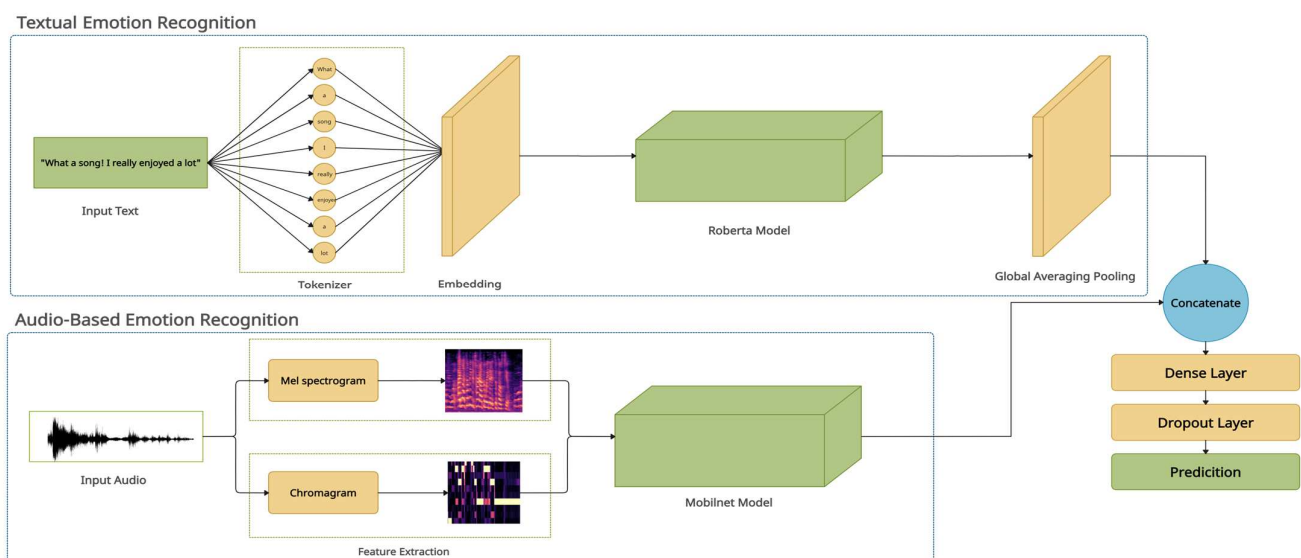 Textual Emotion Recognition
"What a song! I really enjoyed a lot"
Input Text
What
a
song
I
really
enjoyed
a
lot
Tokenizer
Embedding
Roberta Model
Global Averaging Pooling
Concatenate
Dense Layer
Dropout Layer
Predicition
Audio-Based Emotion Recognition
Input Audio
Mel spectrogram
Chromagram
Feature Extraction
Mobilnet Model